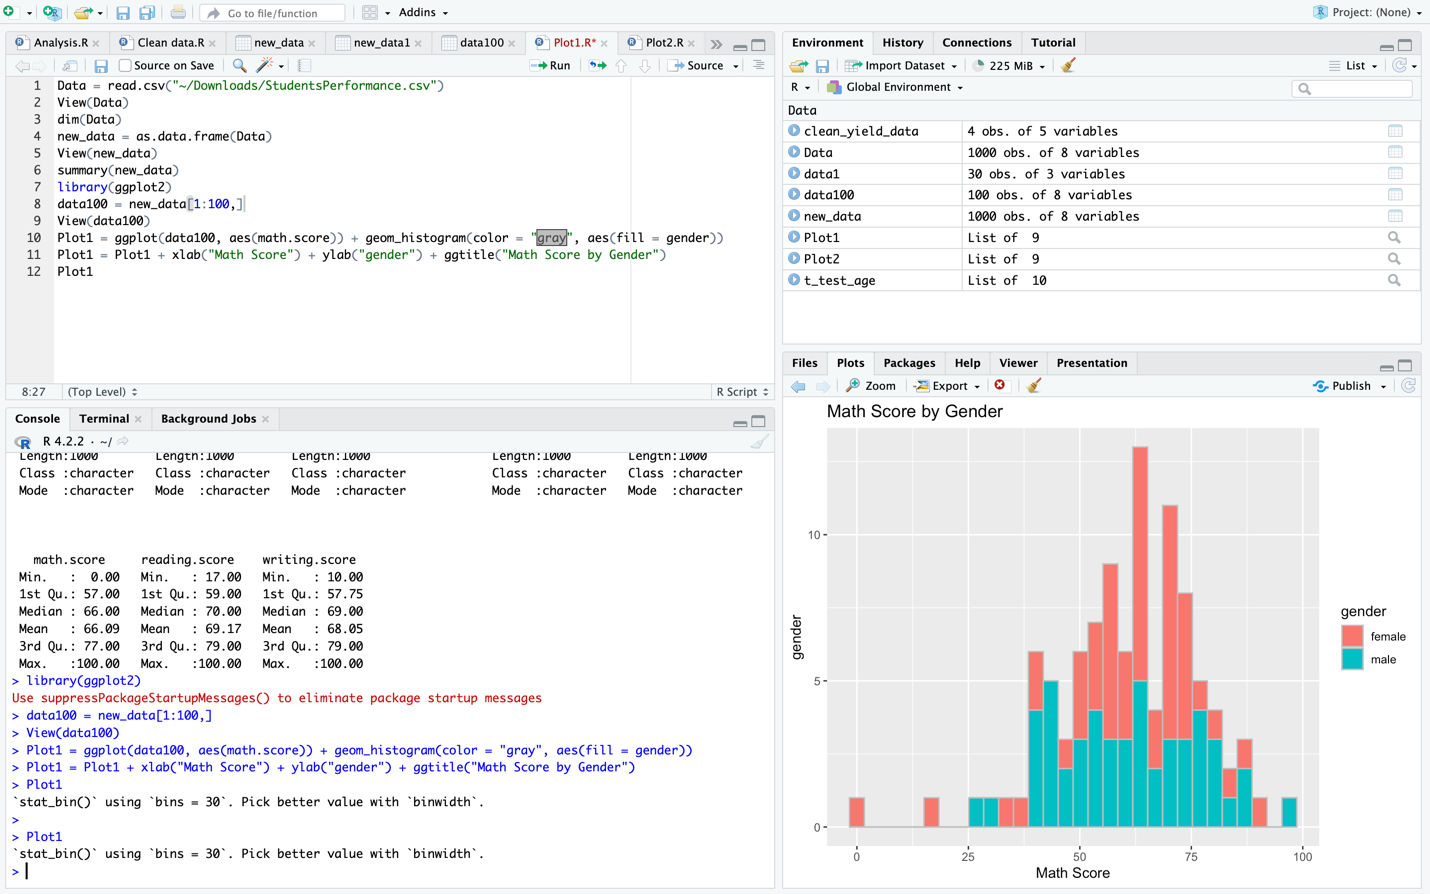 Go to file/function
Addins
Project: (None)
Analysis.R
Clean data.R
new_data
new_data1
data100
Plot1.R*
Plot2.R
Source on Save
Run
Source
1 Data = read.csv("~/Downloads/StudentsPerformance.csv")
2 View(Data)
3 dim(Data)
4 new_data = as.data.frame(Data)
5 View(new_data)
6 summary(new_data)
7 library(ggplot2)
8 data100 = new_data[1:100,]
9 View(data100)
10 Plot1 = ggplot(data100, aes(math.score)) + geom_histogram(color = "gray", aes(fill = gender))
11 Plot1 = Plot1 + xlab("Math Score") + ylab("gender") + ggtitle("Math Score by Gender")
12 Plot1
8:27 (Top Level) R Script
Console Terminal Background Jobs
R 4.2.2 · ~/
Length:1000 Length:1000 Length:1000 Length:1000 Length:1000
Class :character Class :character Class :character Class :character Class :character
Mode :character Mode :character Mode :character Mode :character Mode :character
math.score reading.score writing.score
Min. : 0.00 Min. : 17.00 Min. : 10.00
1st Qu.: 57.00 1st Qu.: 59.00 1st Qu.: 57.75
Median : 66.00 Median : 70.00 Median : 69.00
Mean : 66.09 Mean : 69.17 Mean : 68.05
3rd Qu.: 77.00 3rd Qu.: 79.00 3rd Qu.: 79.00
Max. :100.00 Max. :100.00 Max. :100.00
> library(ggplot2)
Use suppressPackageStartupMessages() to eliminate package startup messages
> data100 = new_data[1:100,]
> View(data100)
> Plot1 = ggplot(data100, aes(math.score)) + geom_histogram(color = "gray", aes(fill = gender))
> Plot1 = Plot1 + xlab("Math Score") + ylab("gender") + ggtitle("Math Score by Gender")
> Plot1
`stat_bin()` using `bins = 30`. Pick better value with `binwidth`.
>
> Plot1
`stat_bin()` using `bins = 30`. Pick better value with `binwidth`.
>
Environment History Connections Tutorial
Import Dataset 225 MiB List
R Global Environment
Data
clean_yield_data 4 obs. of 5 variables
Data 1000 obs. of 8 variables
data1 30 obs. of 3 variables
data100 100 obs. of 8 variables
new_data 1000 obs. of 8 variables
Plot1 List of 9
Plot2 List of 9
t_test_age List of 10
Files Plots Packages Help Viewer Presentation
Zoom Export Publish
Math Score by Gender
10
5
0
gender
0 25 50 75 100
Math Score
gender
female
male